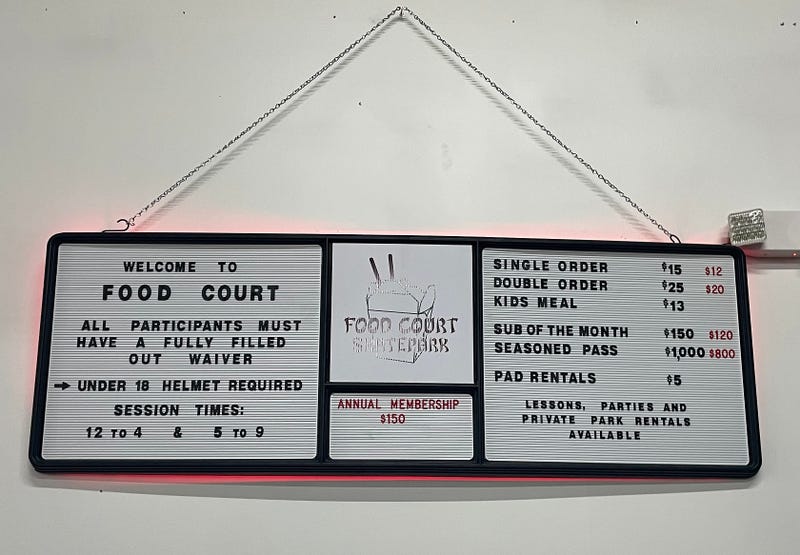 WELCOME TO
FOOD COURT
ALL PARTICIPANTS MUST
HAVE A FULLY FILLED
OUT WAIVER
→ UNDER 18 HELMET REQUIRED
SESSION TIMES:
12 TO 4 & 5 TO 9
FOOD COURT
SKATEPARK
ANNUAL MEMBERSHIP
$150
SINGLE ORDER $15 $12
DOUBLE ORDER $25 $20
KIDS MEAL $13
SUB OF THE MONTH $150 $120
SEASONED PASS $1,000 $800
PAD RENTALS $5
LESSONS, PARTIES AND
PRIVATE PARK RENTALS
AVAILABLE